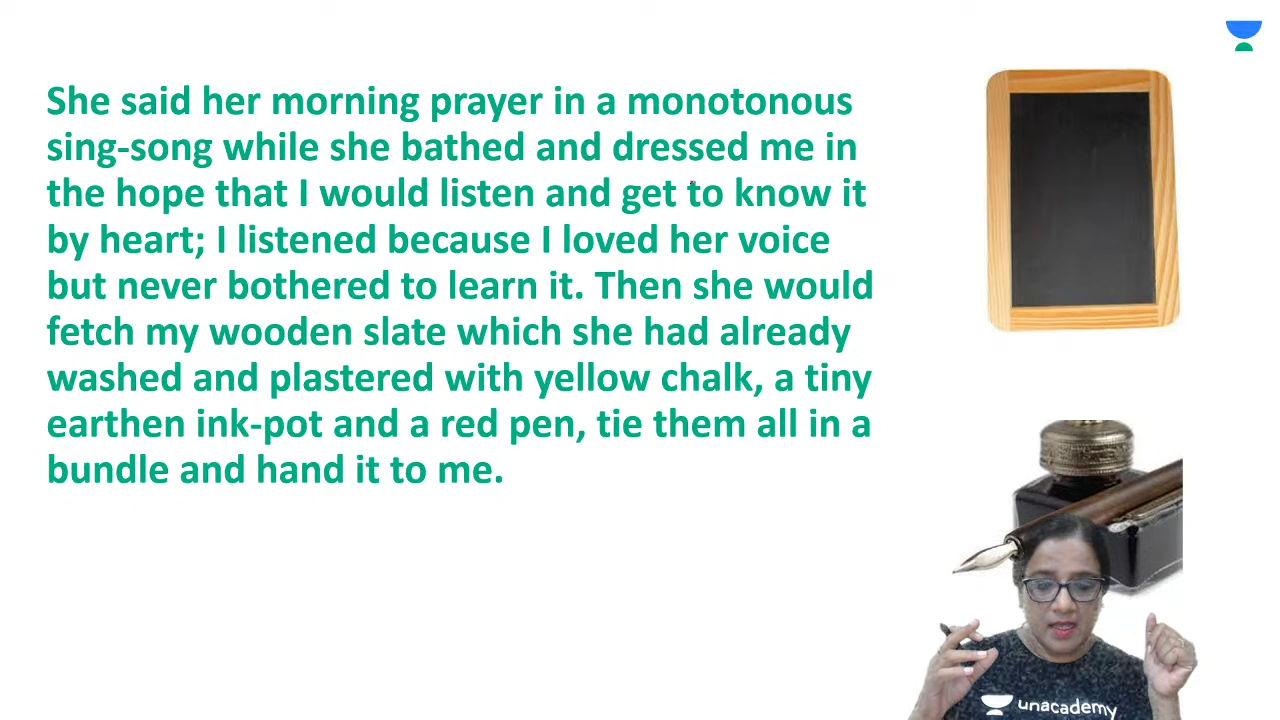 She said her morning prayer in a monotonous
sing-song while she bathed and dressed me in
the hope that I would listen and get to know it
by heart; I listened because I loved her voice
but never bothered to learn it. Then she would
fetch my wooden slate which she had already
washed and plastered with yellow chalk, a tiny
earthen ink-pot and a red pen, tie them all in a
bundle and hand it to me.
unacademy